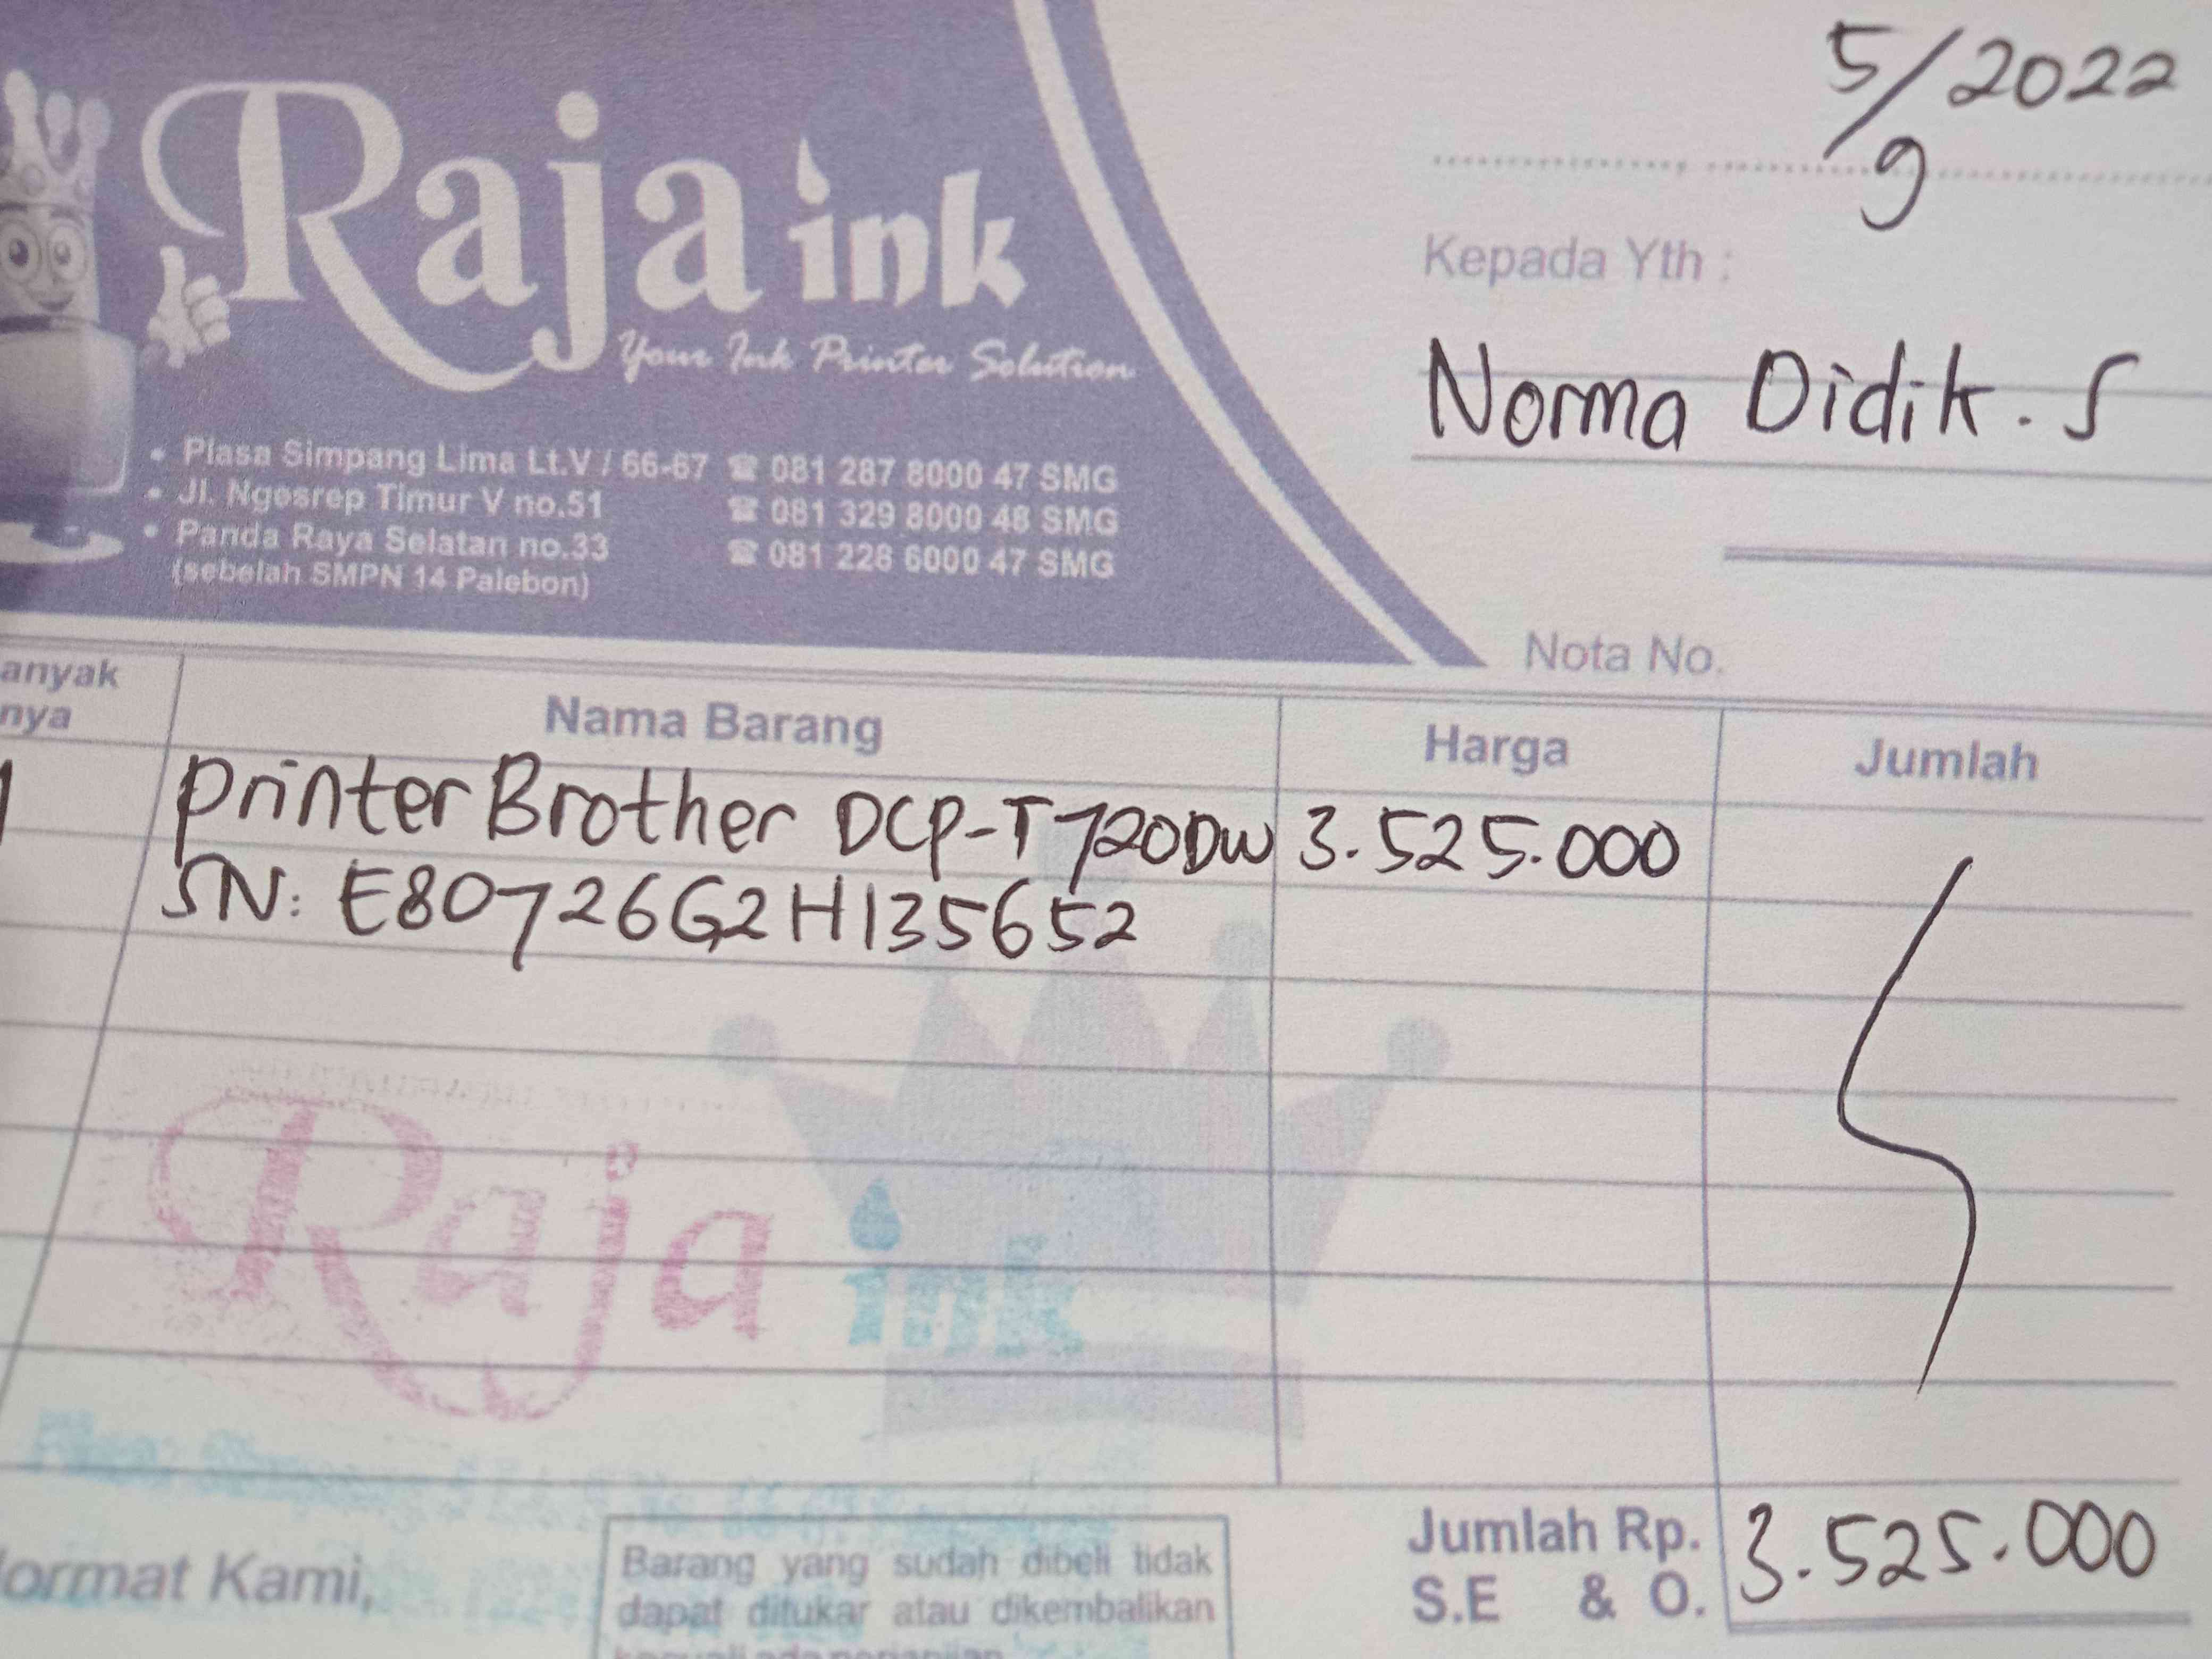 Raja ink
Your Ink Printer Solution
• Plasa Simpang Lima Lt.V / 66-67 ☎ 081 287 8000 47 SMG
• Jl. Ngesrep Timur V no.51 ☎ 081 329 8000 48 SMG
• Panda Raya Selatan no.33 ☎ 081 228 6000 47 SMG
(sebelah SMPN 14 Palebon)
5/9/2022
Kepada Yth :
Norma Didik. S
Nota No.
anyak
nya
Nama Barang
Harga
Jumlah
1 Printer Brother DCP-T720DW 3.525.000
SN: E80726G2H135652
Raja ink
ormat Kami,
Barang yang sudah dibeli tidak
dapat ditukar atau dikembalikan
Jumlah Rp. 3.525.000
S.E & O.